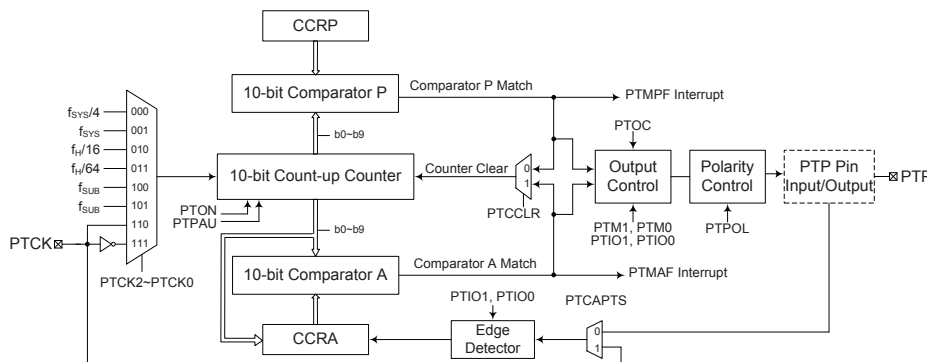 CCRP
10-bit Comparator P
Comparator P Match
PTMPF Interrupt
fSYS/4
000
fSYS
001
fH/16
010
fH/64
011
fSUB
100
fSUB
101
110
111
PTCK
PTCK2~PTCK0
b0~b9
10-bit Count-up Counter
Counter Clear
0
1
PTCCLR
PTON
PTPAU
b0~b9
PTOC
Output
Control
PTM1, PTM0
PTIO1, PTIO0
Polarity
Control
PTPOL
PTP Pin
Input/Output
PTP
10-bit Comparator A
Comparator A Match
PTMAF Interrupt
PTIO1, PTIO0
PTCAPTS
CCRA
Edge
Detector
0
1